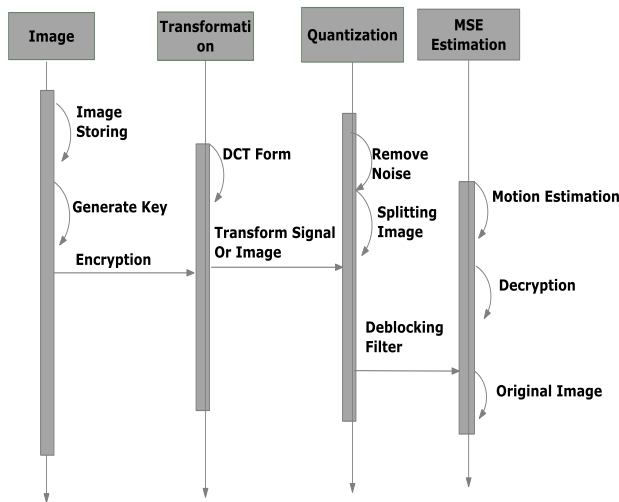 Image
Transformati
on
Quantization
MSE
Estimation
Image
Storing
DCT Form
Remove
Noise
Motion Estimation
Generate Key
Splitting
Image
Transform Signal
Or Image
Encryption
Decryption
Deblocking
Filter
Original Image